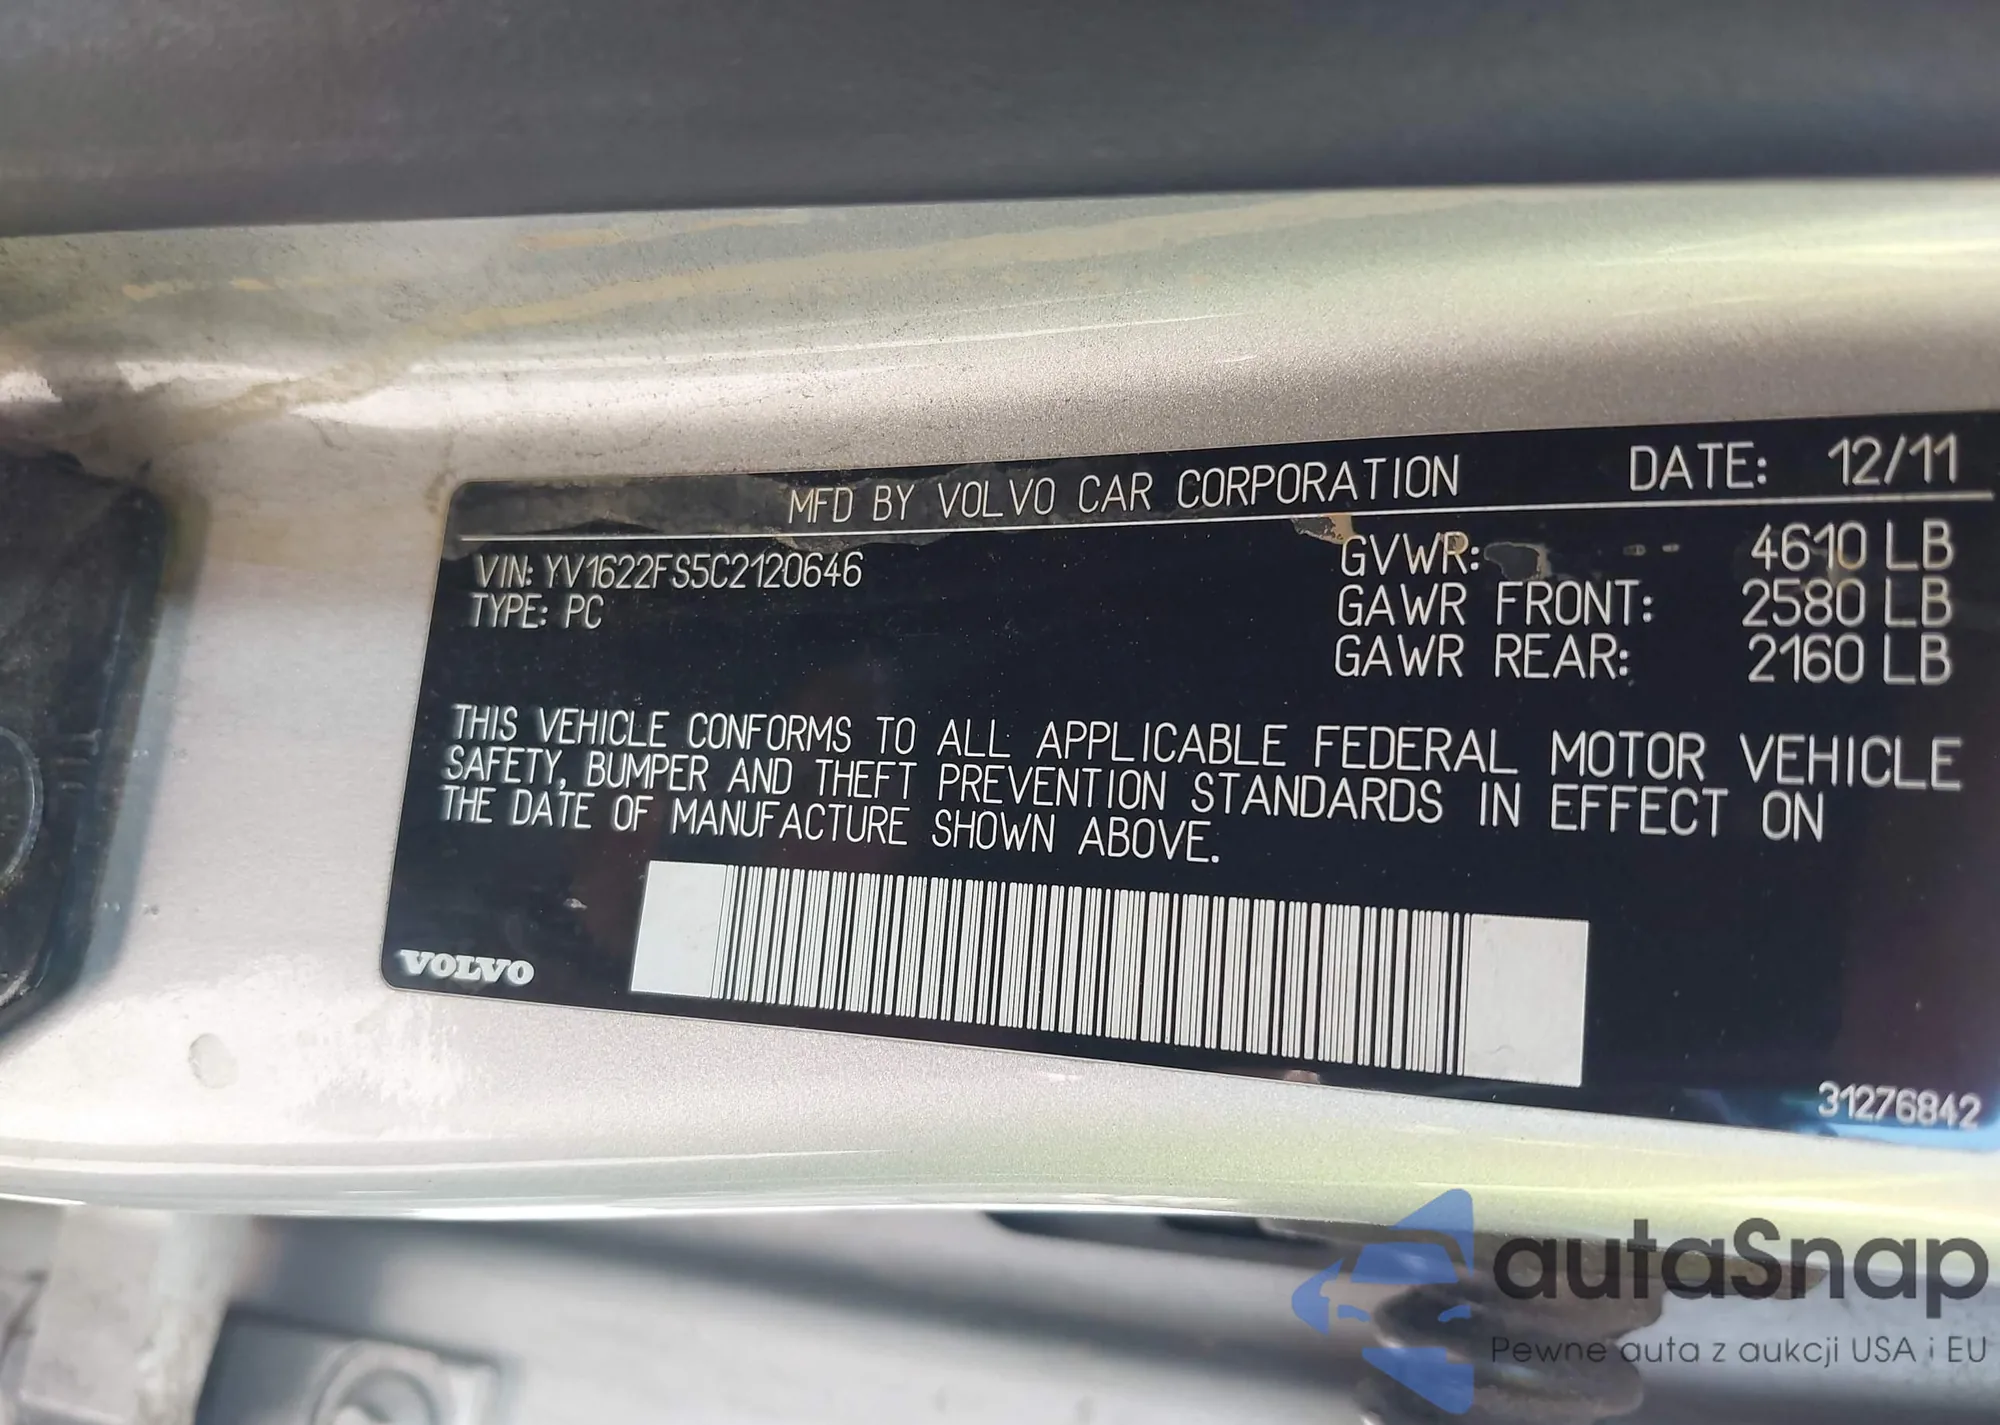 MFD BY VOLVO CAR CORPORATION DATE: 12/11
VIN: YV1622FS5C2120646
TYPE: PC
GVWR: 4610 LB
GAWR FRONT: 2580 LB
GAWR REAR: 2160 LB
THIS VEHICLE CONFORMS TO ALL APPLICABLE FEDERAL MOTOR VEHICLE
SAFETY, BUMPER AND THEFT PREVENTION STANDARDS IN EFFECT ON
THE DATE OF MANUFACTURE SHOWN ABOVE.
VOLVO
31276842
autaSnap
Pewne auta z aukcji USA i EU